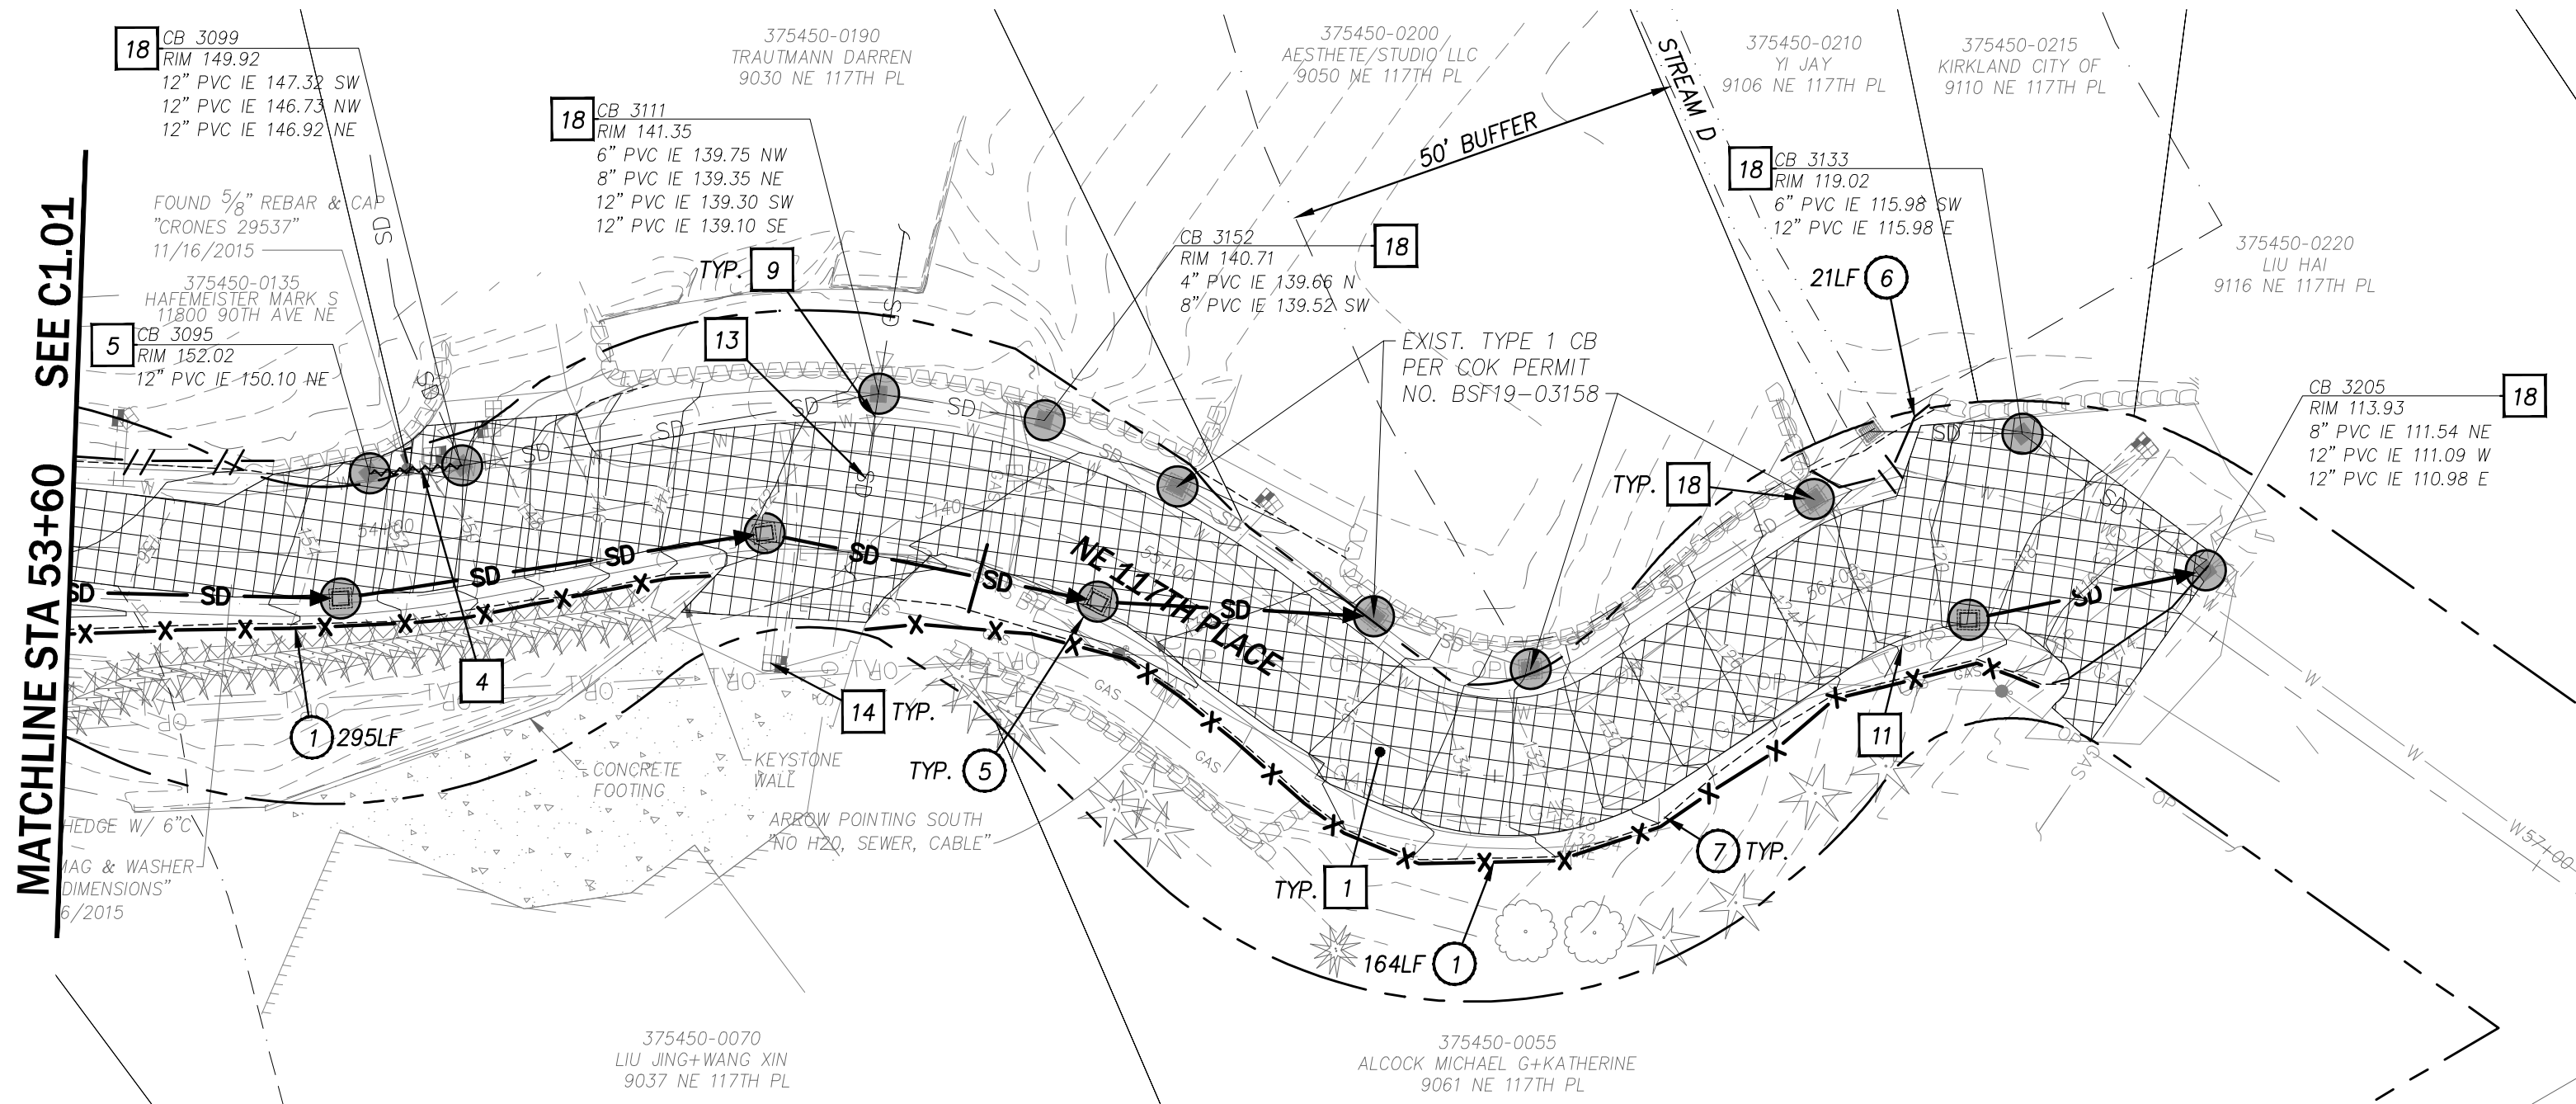 18
CB 3099
RIM 149.92
12" PVC IE 147.32 SW
12" PVC IE 146.73 NW
12" PVC IE 146.92 NE
375450-0190
TRAUTMANN DARREN
9030 NE 117TH PL
18
CB 3111
RIM 141.35
6" PVC IE 139.75 NW
8" PVC IE 139.35 NE
12" PVC IE 139.30 SW
12" PVC IE 139.10 SE
375450-0200
AESTHETE/STUDIO LLC
9050 NE 117TH PL
50' BUFFER
STREAM D
375450-0210
YI JAY
9106 NE 117TH PL
375450-0215
KIRKLAND CITY OF
9110 NE 117TH PL
18
CB 3133
RIM 119.02
6" PVC IE 115.98 SW
12" PVC IE 115.98 E
21LF 6
375450-0220
LIU HAI
9116 NE 117TH PL
CB 3152
18
RIM 140.71
4" PVC IE 139.66 N
8" PVC IE 139.52 SW
FOUND 5/8" REBAR & CAP
"CRONES 29537"
11/16/2015
375450-0135
HAFEMEISTER MARK S
11800 90TH AVE NE
5
CB 3095
RIM 152.02
12" PVC IE 150.10 NE
TYP. 9
13
EXIST. TYPE 1 CB
PER COK PERMIT
NO. BSF19-03158
TYP. 18
CB 3205
18
RIM 113.93
8" PVC IE 111.54 NE
12" PVC IE 111.09 W
12" PVC IE 110.98 E
MATCHLINE STA 53+60 SEE C1.01
SD
SD
SD
SD
SD
SD
SD
SD
NE 117TH PLACE
54+00
55+00
56+00
W57+00
4
1 295LF
14 TYP.
TYP. 5
11
7 TYP.
TYP. 1
164LF 1
CONCRETE
FOOTING
KEYSTONE
WALL
ARROW POINTING SOUTH
"NO H20, SEWER, CABLE"
HEDGE W/ 6"C
MAG & WASHER
DIMENSIONS"
6/2015
375450-0070
LIU JING+WANG XIN
9037 NE 117TH PL
375450-0055
ALCOCK MICHAEL G+KATHERINE
9061 NE 117TH PL